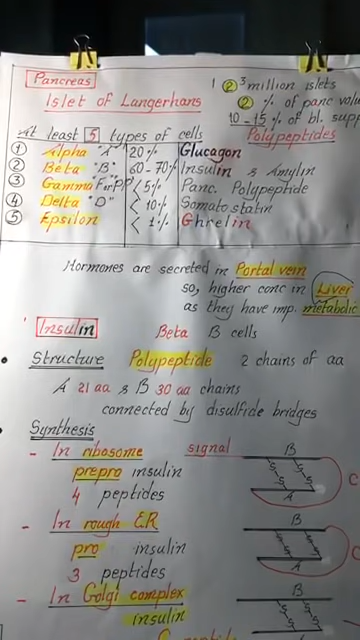 Pancreas
1 2 3 million islets
Islet of Langerhans
2 % of panc valu
10-15 % of bl. supp
At least 5 types of cells Polypeptides
1 Alpha "A" 20% Glucagon
2 Beta "B" 60-70% Insulin & Amylin
3 Gamma "F or PP" < 5% Panc. Polypeptide
4 Delta "D" < 10% Somatostatin
5 Epsilon < 1% Ghrelin
Hormones are secreted in Portal vein
so, higher conc in Liver
as they have imp. metabolic
Insulin Beta B cells
• Structure Polypeptide 2 chains of aa
A 21 aa & B 30 aa chains
connected by disulfide bridges
• Synthesis
- In ribosome signal B
prepro insulin S-S S-S C
4 peptides A
- In rough E.R B
pro insulin C
3 peptides A
- In Golgi complex B
insulin